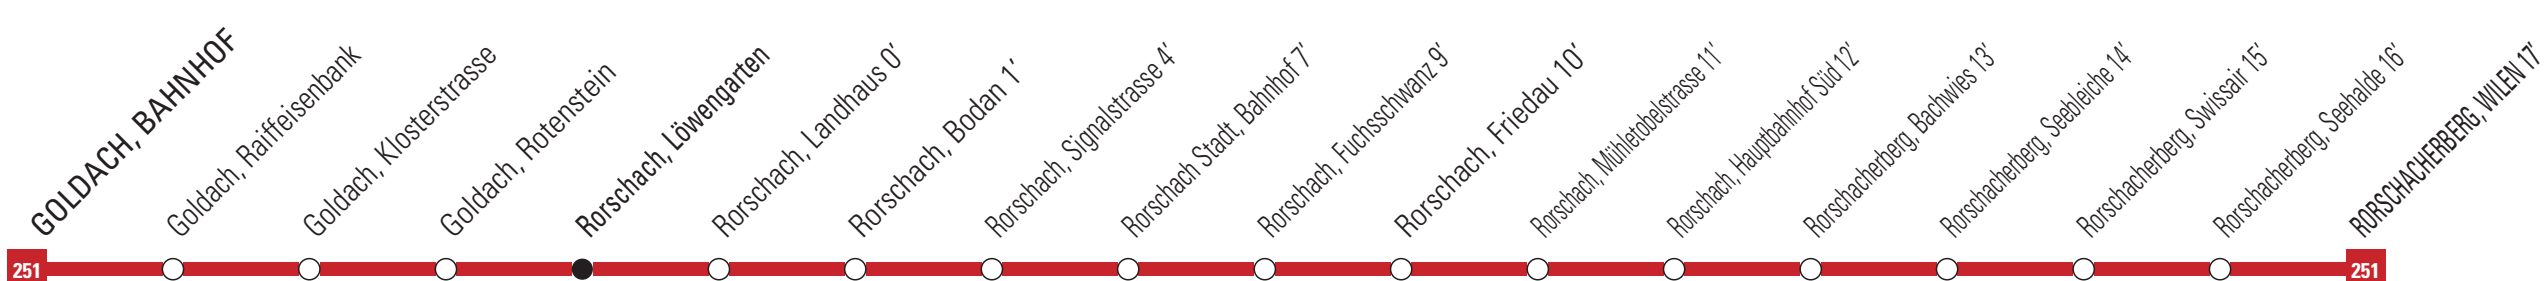 GOLDACH, BAHNHOF
Goldach, Raiffeisenbank
Goldach, Klosterstrasse
Goldach, Rotenstein
Rorschach, Löwengarten
Rorschach, Landhaus 0'
Rorschach, Bodan 1'
Rorschach, Signalstrasse 4'
Rorschach Stadt, Bahnhof 7'
Rorschach, Fuchsschwanz 9'
Rorschach, Friedau 10'
Rorschach, Mühletobelstrasse 11'
Rorschach, Hauptbahnhof Süd 12'
Rorschacherberg, Bachwies 13'
Rorschacherberg, Seebleiche 14'
Rorschacherberg, Swissair 15'
Rorschacherberg, Seehalde 16'
RORSCHACHERBERG, WILEN 17'
251
251